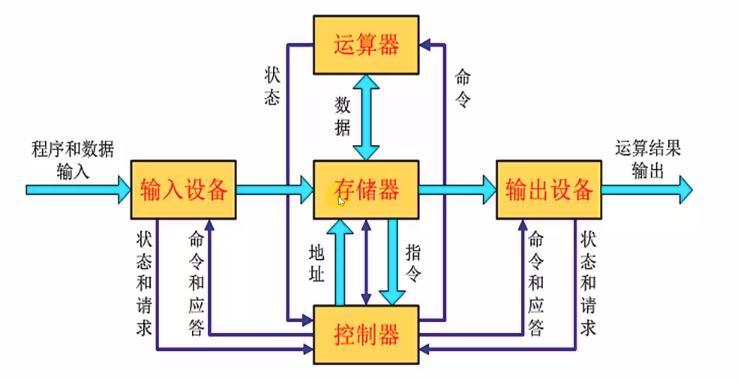 运算器
状态
命令
数据
程序和数据
输入
运算结果
输出
输入设备
存储器
输出设备
状态和请求
命令和应答
地址
指令
命令和应答
状态和请求
控制器